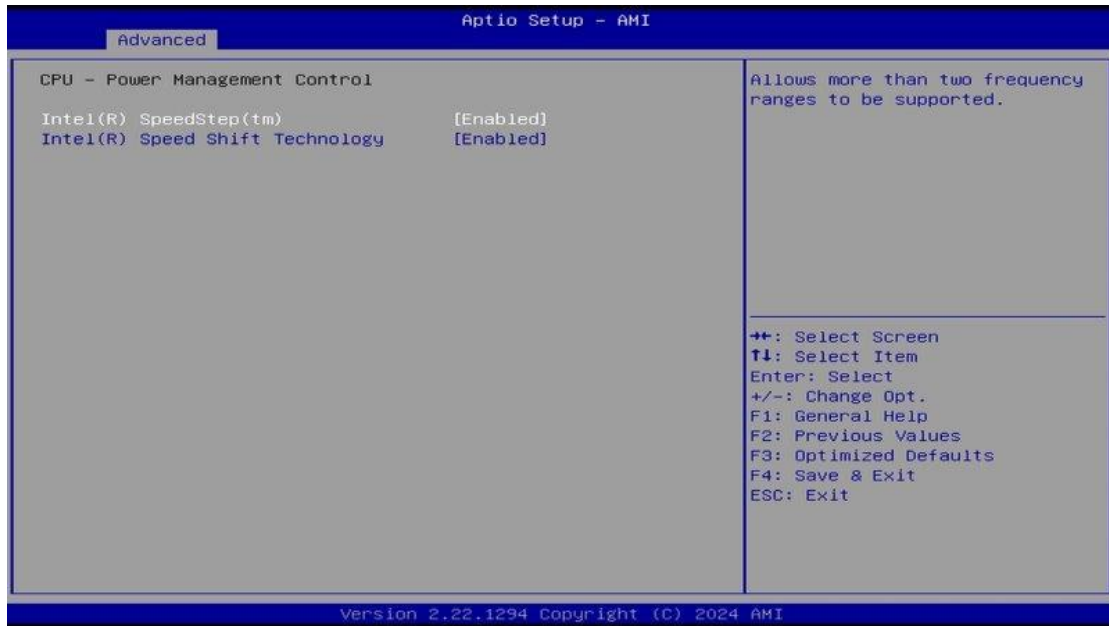 Aptio Setup – AMI
Advanced
CPU – Power Management Control
Intel(R) SpeedStep(tm) [Enabled]
Intel(R) Speed Shift Technology [Enabled]
Allows more than two frequency
ranges to be supported.
→←: Select Screen
↑↓: Select Item
Enter: Select
+/-: Change Opt.
F1: General Help
F2: Previous Values
F3: Optimized Defaults
F4: Save & Exit
ESC: Exit
Version 2.22.1294 Copyright (C) 2024 AMI